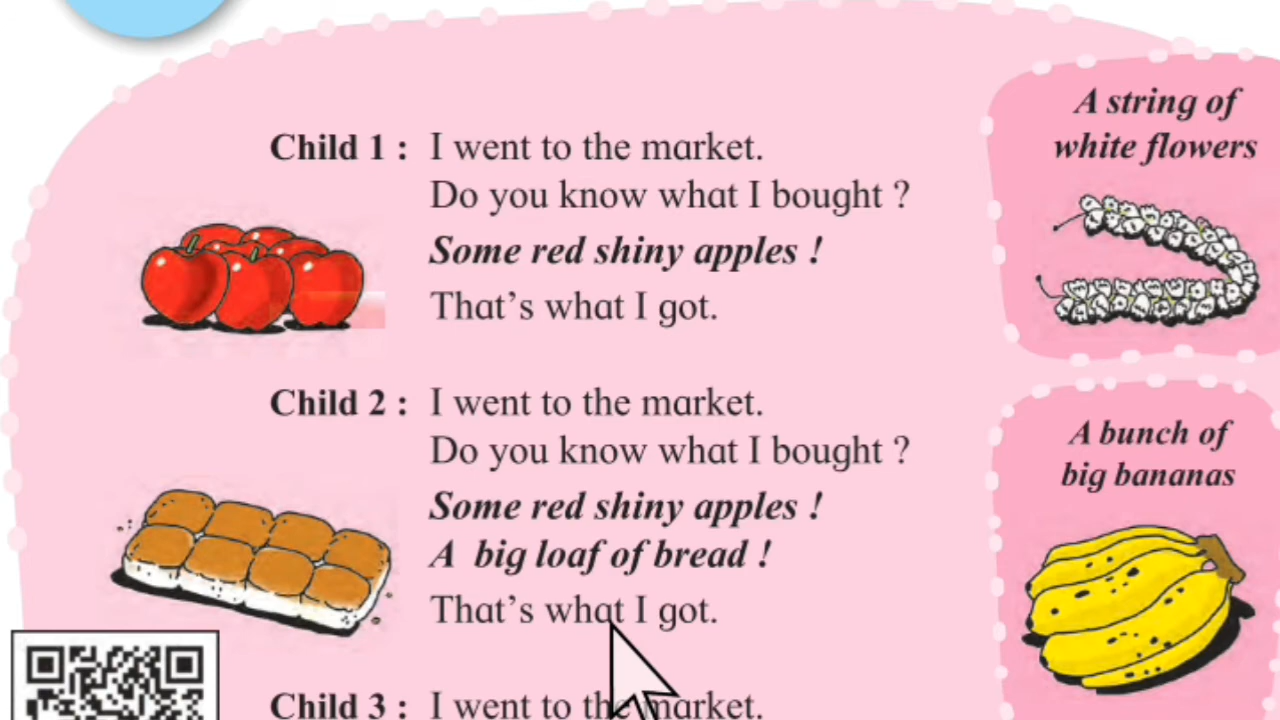 Child 1 : I went to the market.
Do you know what I bought ?
Some red shiny apples !
That's what I got.
Child 2 : I went to the market.
Do you know what I bought ?
Some red shiny apples !
A big loaf of bread !
That's what I got.
Child 3 : I went to the market.
A string of
white flowers
A bunch of
big bananas